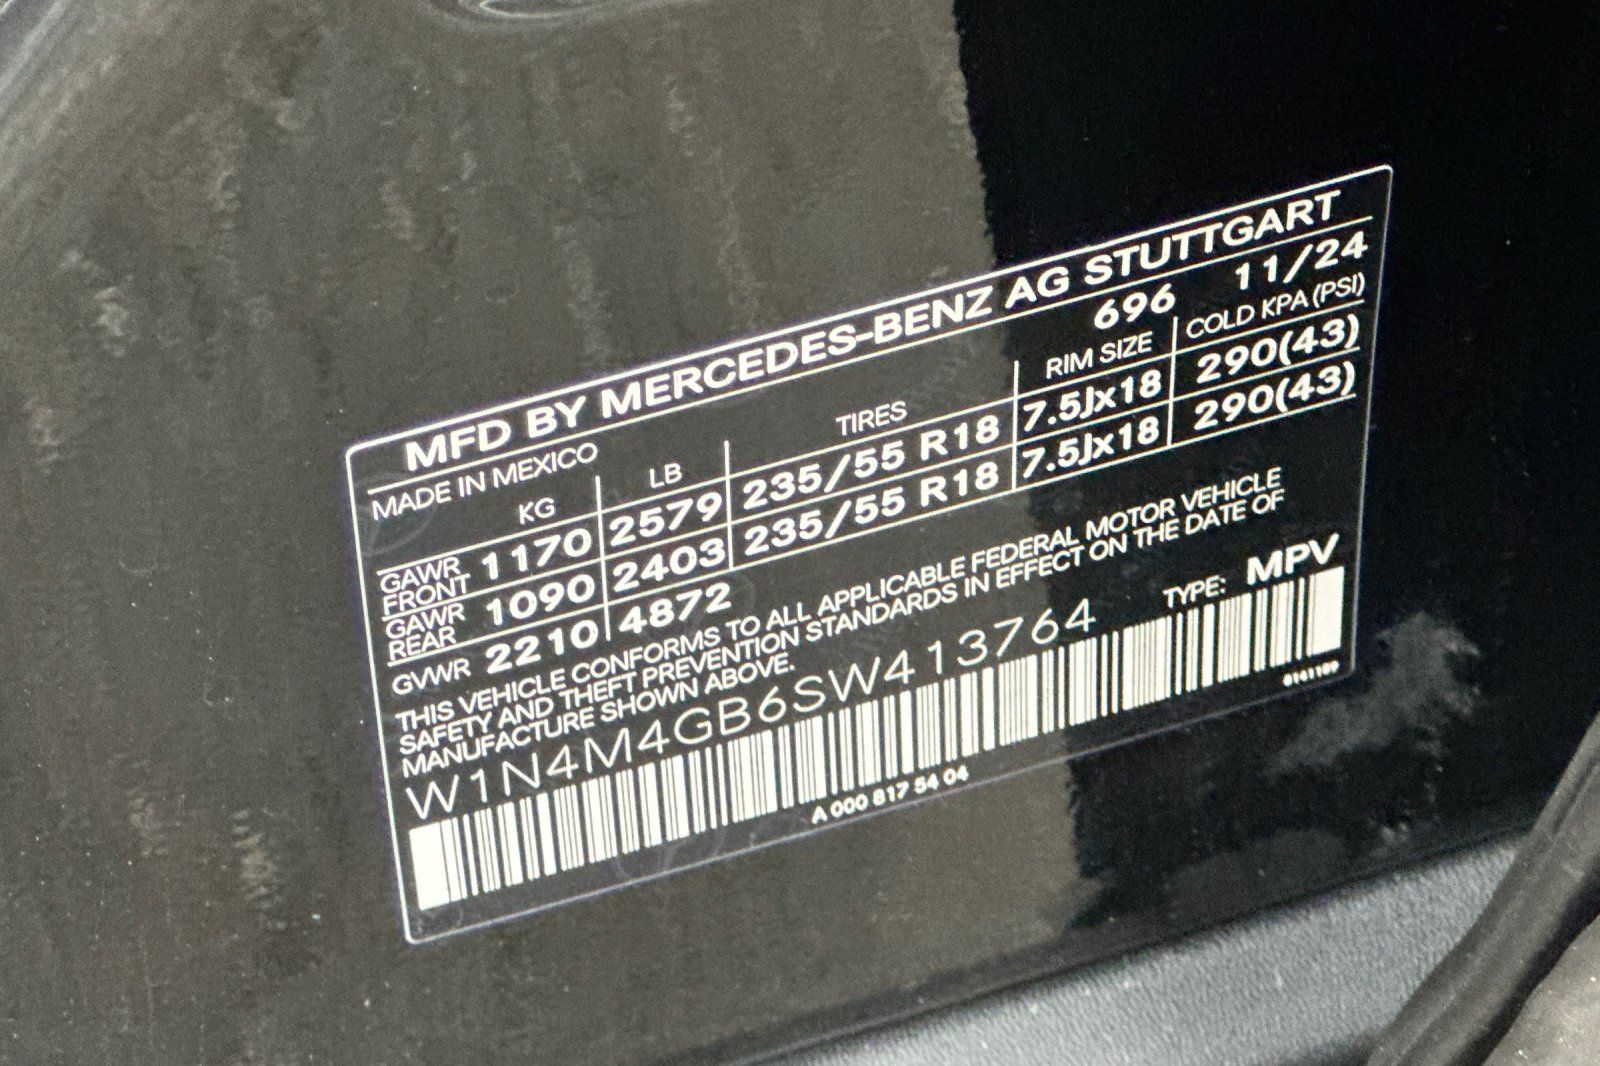 MFD BY MERCEDES-BENZ AG STUTTGART
MADE IN MEXICO 696 11/24
KG LB TIRES RIM SIZE COLD KPA (PSI)
GAWR FRONT 1170 2579 235/55 R18 7.5Jx18 290(43)
GAWR REAR 1090 2403 235/55 R18 7.5Jx18 290(43)
GVWR 2210 4872
THIS VEHICLE CONFORMS TO ALL APPLICABLE FEDERAL MOTOR VEHICLE
SAFETY AND THEFT PREVENTION STANDARDS IN EFFECT ON THE DATE OF
MANUFACTURE SHOWN ABOVE.
TYPE: MPV
W1N4M4GB6SW413764
A 000 817 54 04